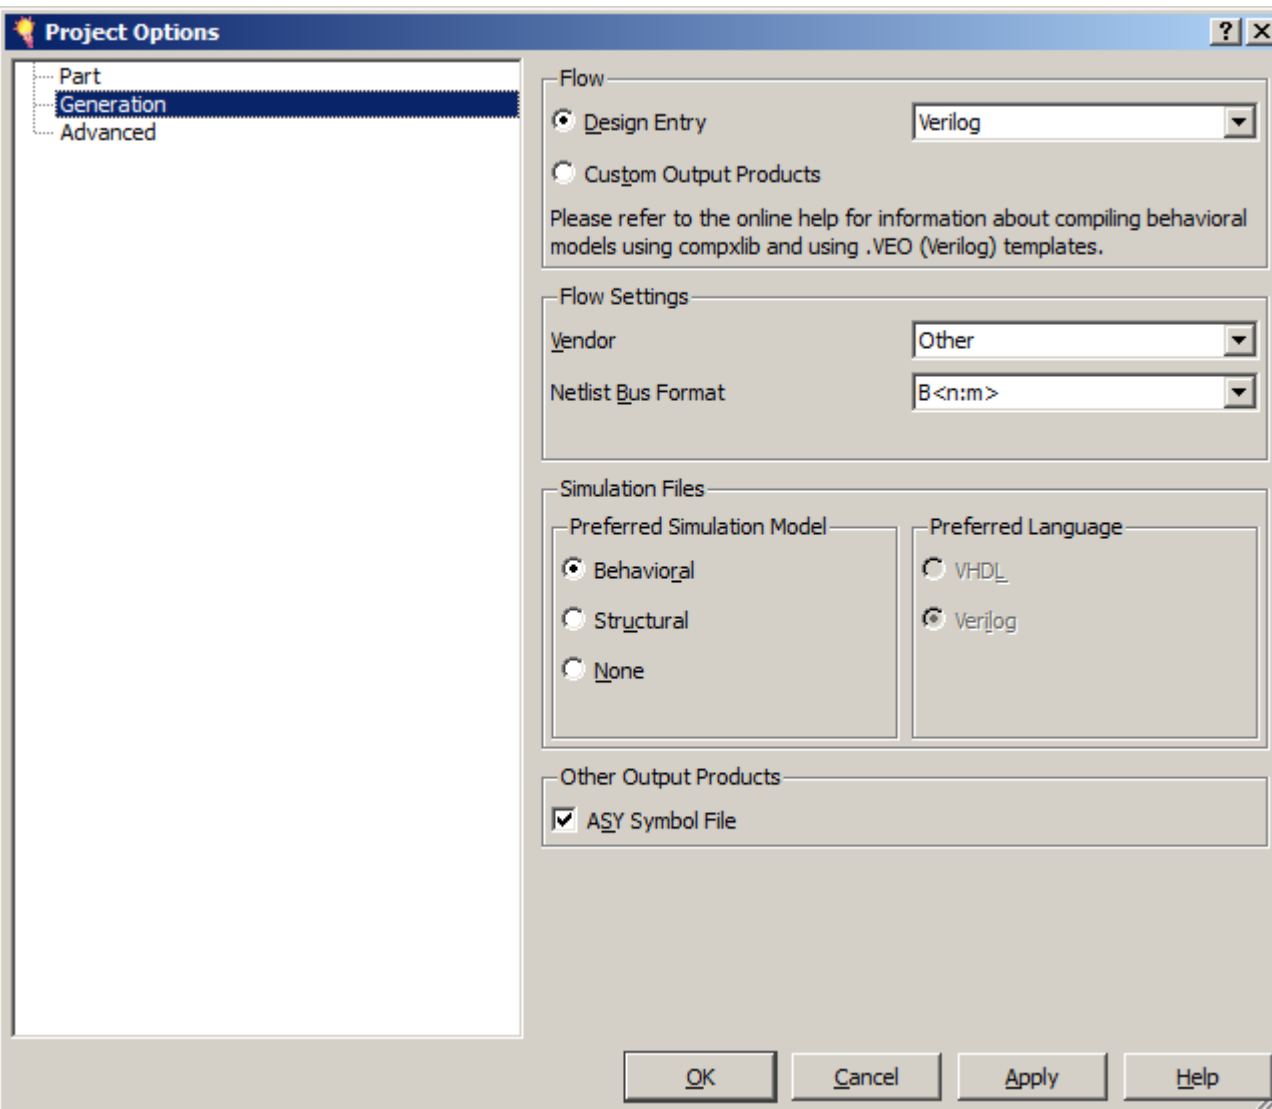 Project Options
Part
Generation
Advanced
Flow
Design Entry
Verilog
Custom Output Products
Please refer to the online help for information about compiling behavioral
models using compxlib and using .VEO (Verilog) templates.
Flow Settings
Vendor
Other
Netlist Bus Format
B<n:m>
Simulation Files
Preferred Simulation Model
Behavioral
Structural
None
Preferred Language
VHDL
Verilog
Other Output Products
ASY Symbol File
OK
Cancel
Apply
Help